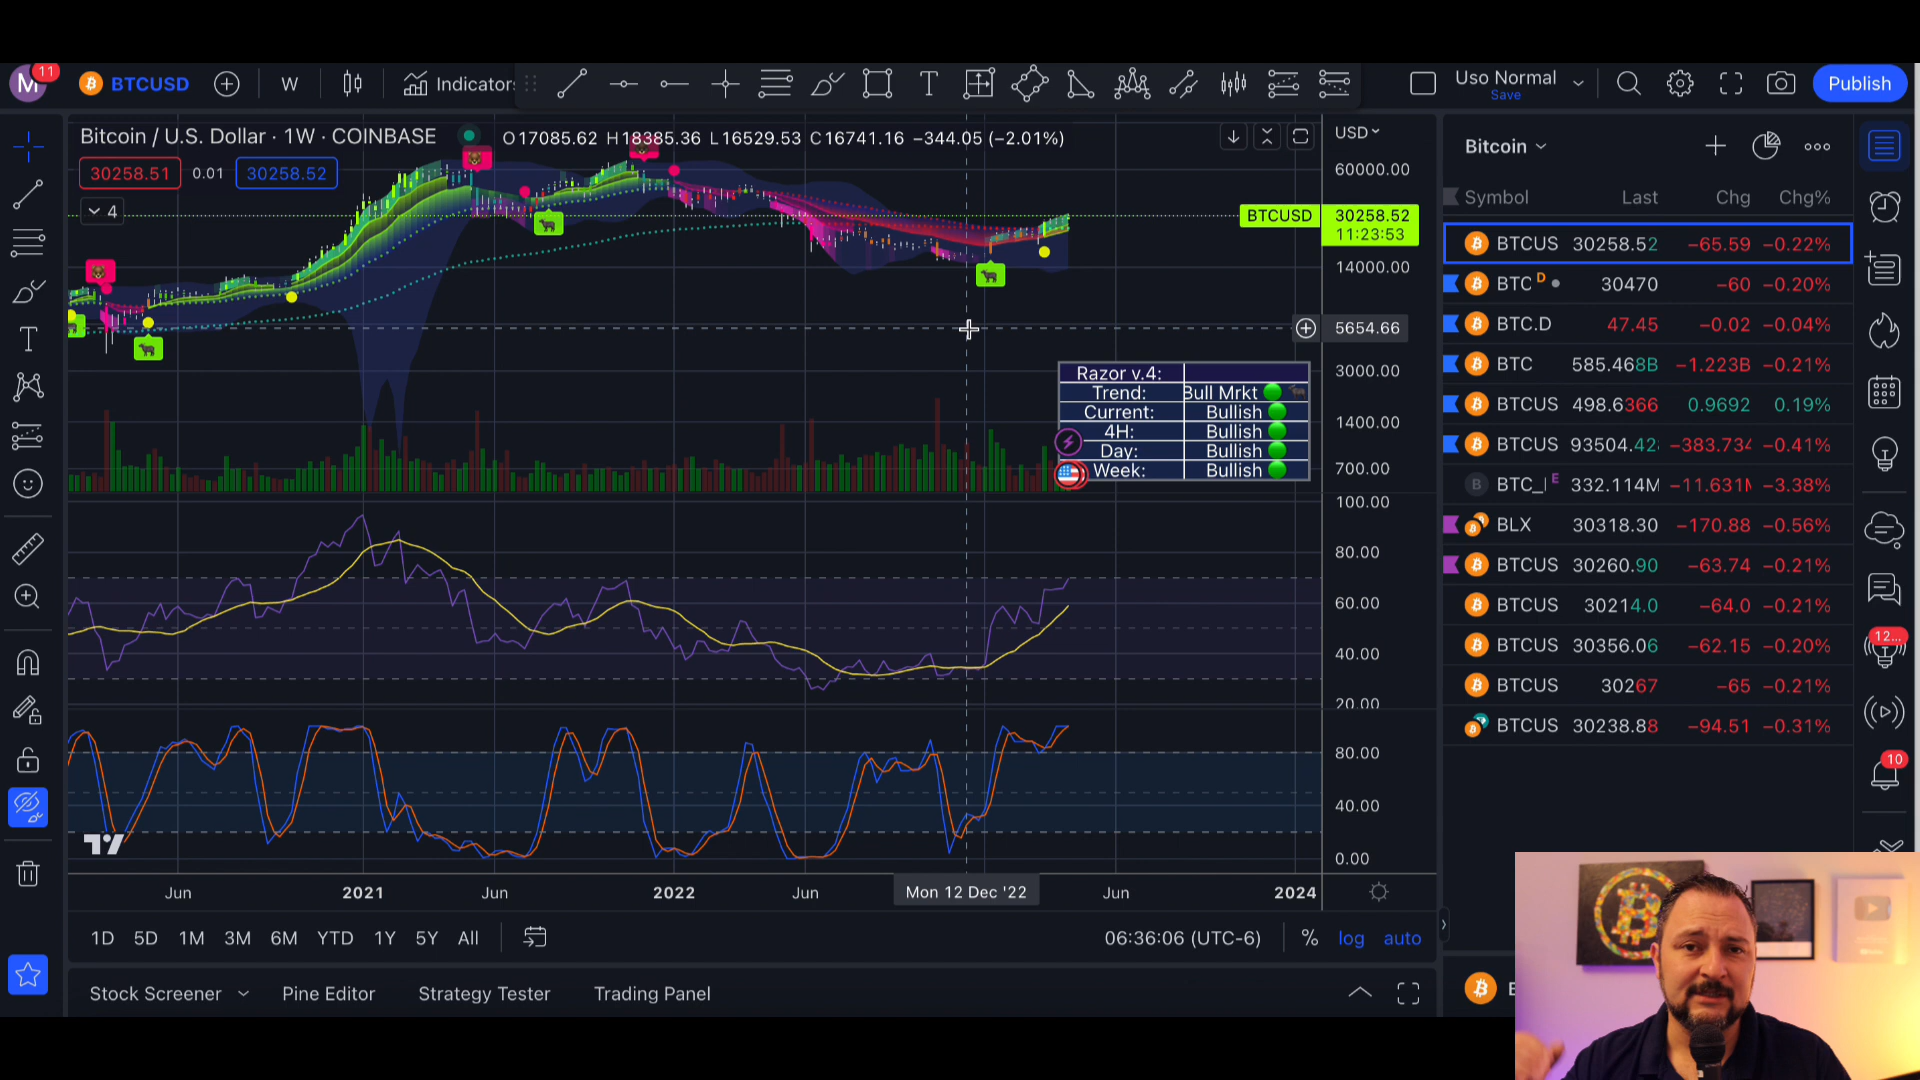 M 11 BTCUSD W Indicators Uso Normal Save Publish
Bitcoin / U.S. Dollar · 1W · COINBASE O17085.62 H18385.36 L16529.53 C16741.16 −344.05 (−2.01%)
30258.51 0.01 30258.52
4
USD
60000.00
BTCUSD 30258.52
11:23:53
14000.00
5654.66
3000.00
1400.00
700.00
Razor v.4:
Trend: Bull Mrkt
Current: Bullish
4H: Bullish
Day: Bullish
Week: Bullish
100.00
80.00
60.00
40.00
20.00
80.00
40.00
0.00
Jun 2021 Jun 2022 Jun Mon 12 Dec '22 Jun 2024
1D 5D 1M 3M 6M YTD 1Y 5Y All 06:36:06 (UTC-6) % log auto
Stock Screener Pine Editor Strategy Tester Trading Panel
Bitcoin
Symbol Last Chg Chg%
BTCUS 30258.52 −65.59 −0.22%
BTC D 30470 −60 −0.20%
BTC.D 47.45 −0.02 −0.04%
BTC 585.468B −1.223B −0.21%
BTCUS 498.6366 0.9692 0.19%
BTCUS 93504.42 −383.734 −0.41%
B BTC_ E 332.114M −11.631 −3.38%
BLX 30318.30 −170.88 −0.56%
BTCUS 30260.90 −63.74 −0.21%
BTCUS 30214.0 −64.0 −0.21%
BTCUS 30356.06 −62.15 −0.20%
BTCUS 30267 −65 −0.21%
BTCUS 30238.88 −94.51 −0.31%
12...
10